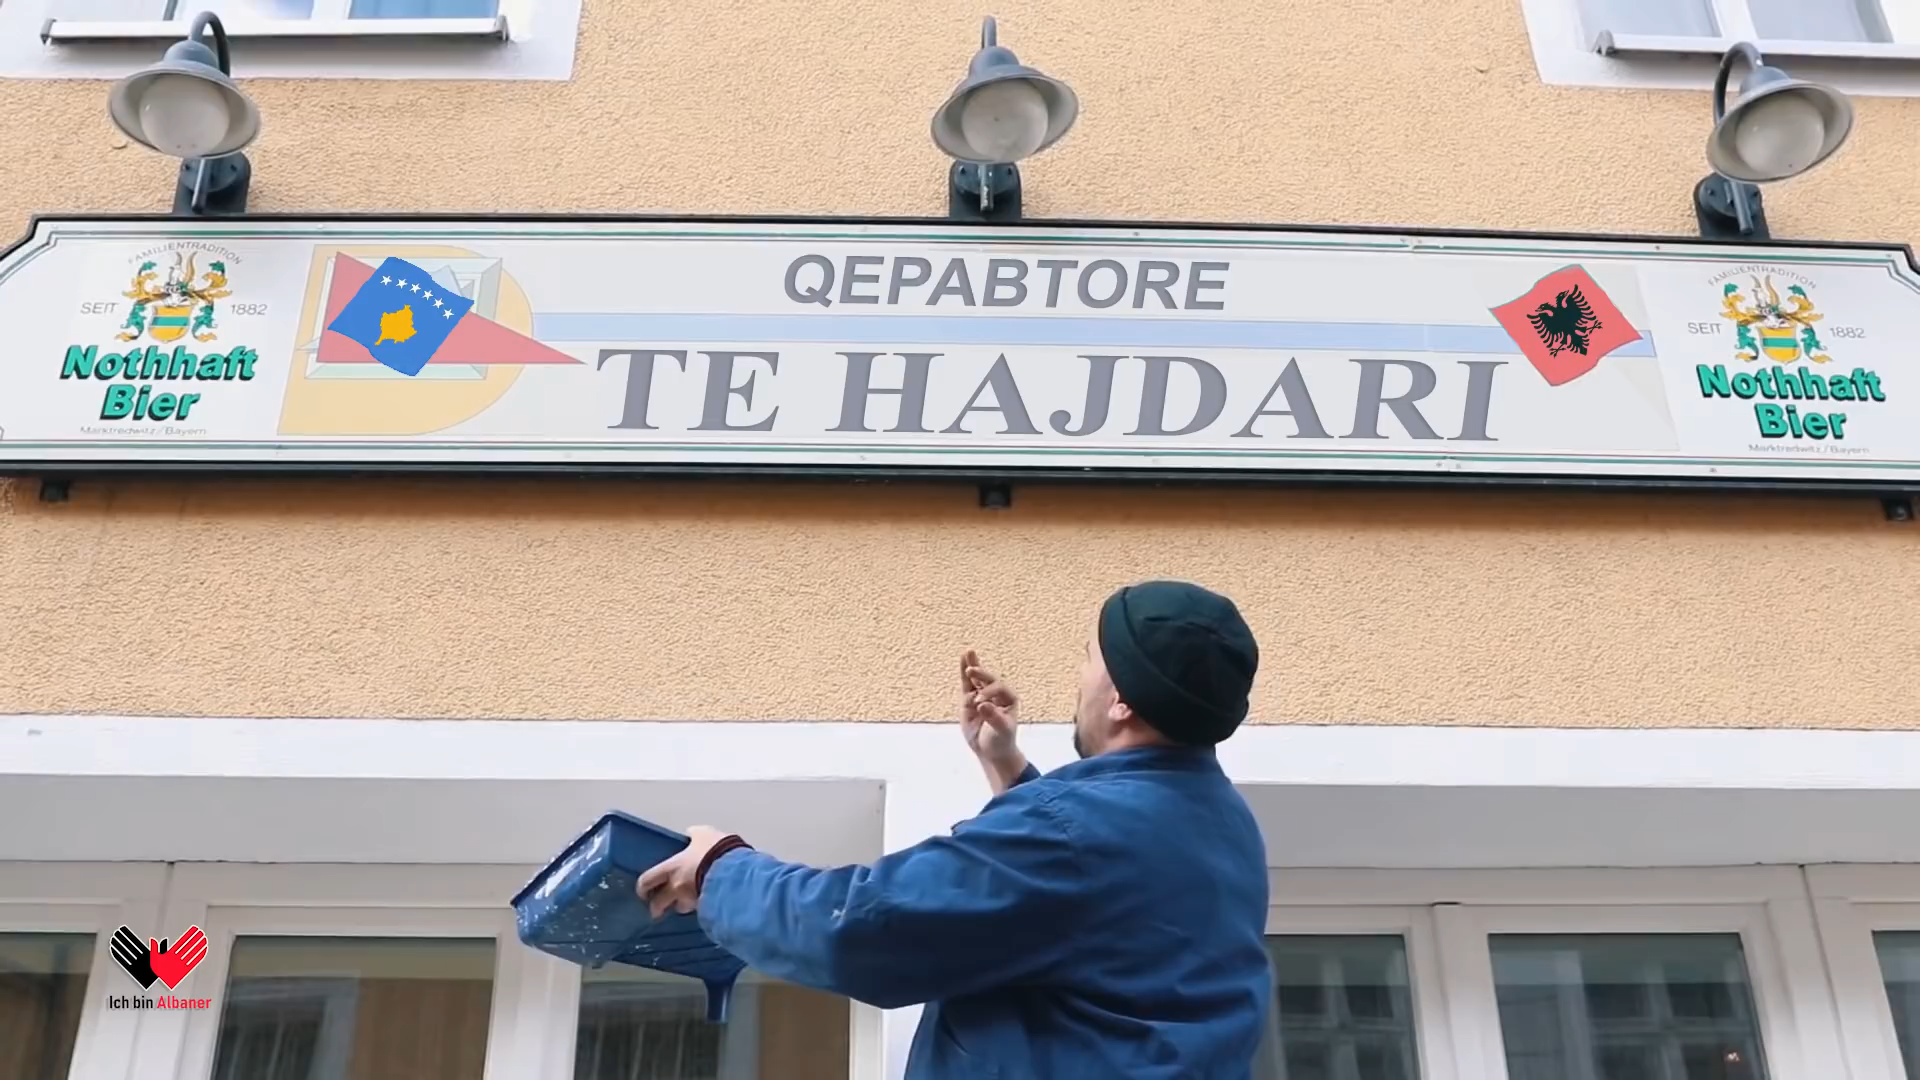 FAMILIENTRADITION
SEIT 1882
Nothhaft
Bier
Marktredwitz/Bayern
QEPABTORE
TE HAJDARI
FAMILIENTRADITION
SEIT 1882
Nothhaft
Bier
Marktredwitz/Bayern
Ich bin Albaner